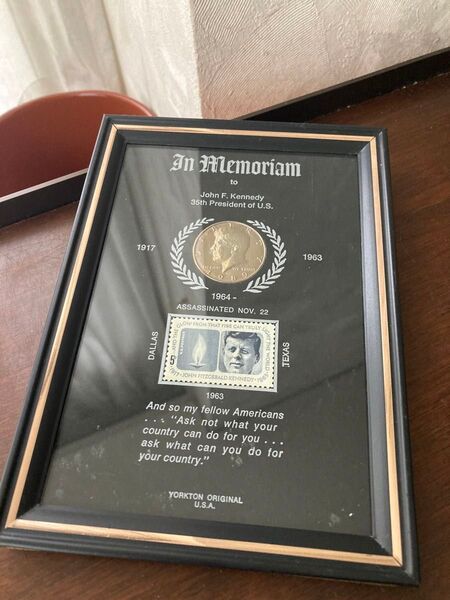 In Memoriam
to
John F. Kennedy
35th President of U.S.
1917
1963
1964 -
ASSASSINATED NOV. 22
DALLAS
TEXAS
5¢
JOHN FITZGERALD KENNEDY
1963
And so my fellow Americans
. . . "Ask not what your
country can do for you . . .
ask what can you do for
your country."
YORKTON ORIGINAL
U.S.A.